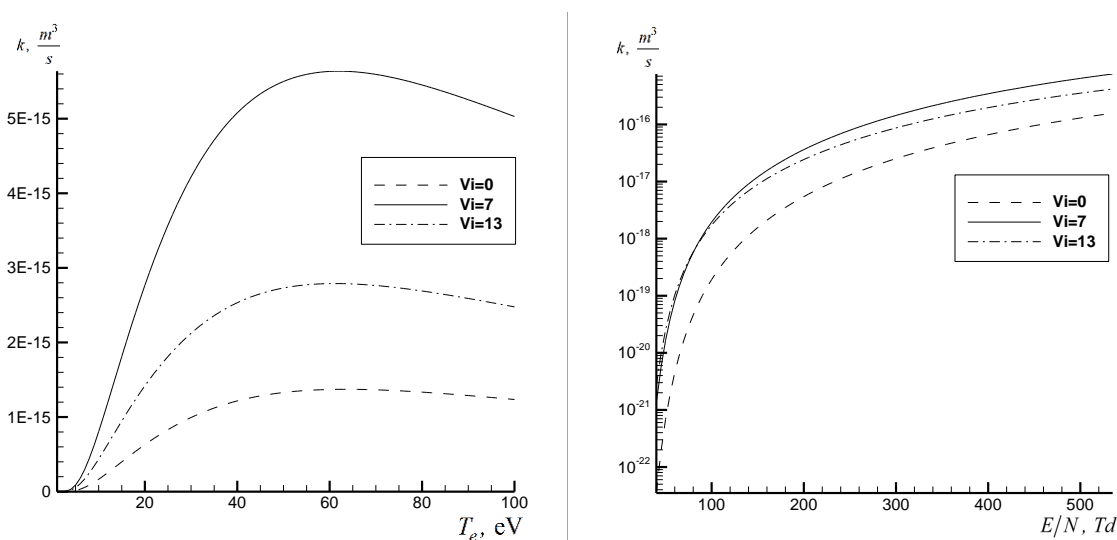 k, m³/s
5E-15
4E-15
3E-15
2E-15
1E-15
0
20 40 60 80 100
Tₑ, eV
Vi=0
Vi=7
Vi=13
k, m³/s
10⁻¹⁶
10⁻¹⁷
10⁻¹⁸
10⁻¹⁹
10⁻²⁰
10⁻²¹
10⁻²²
100 200 300 400 500
E/N, Td
Vi=0
Vi=7
Vi=13